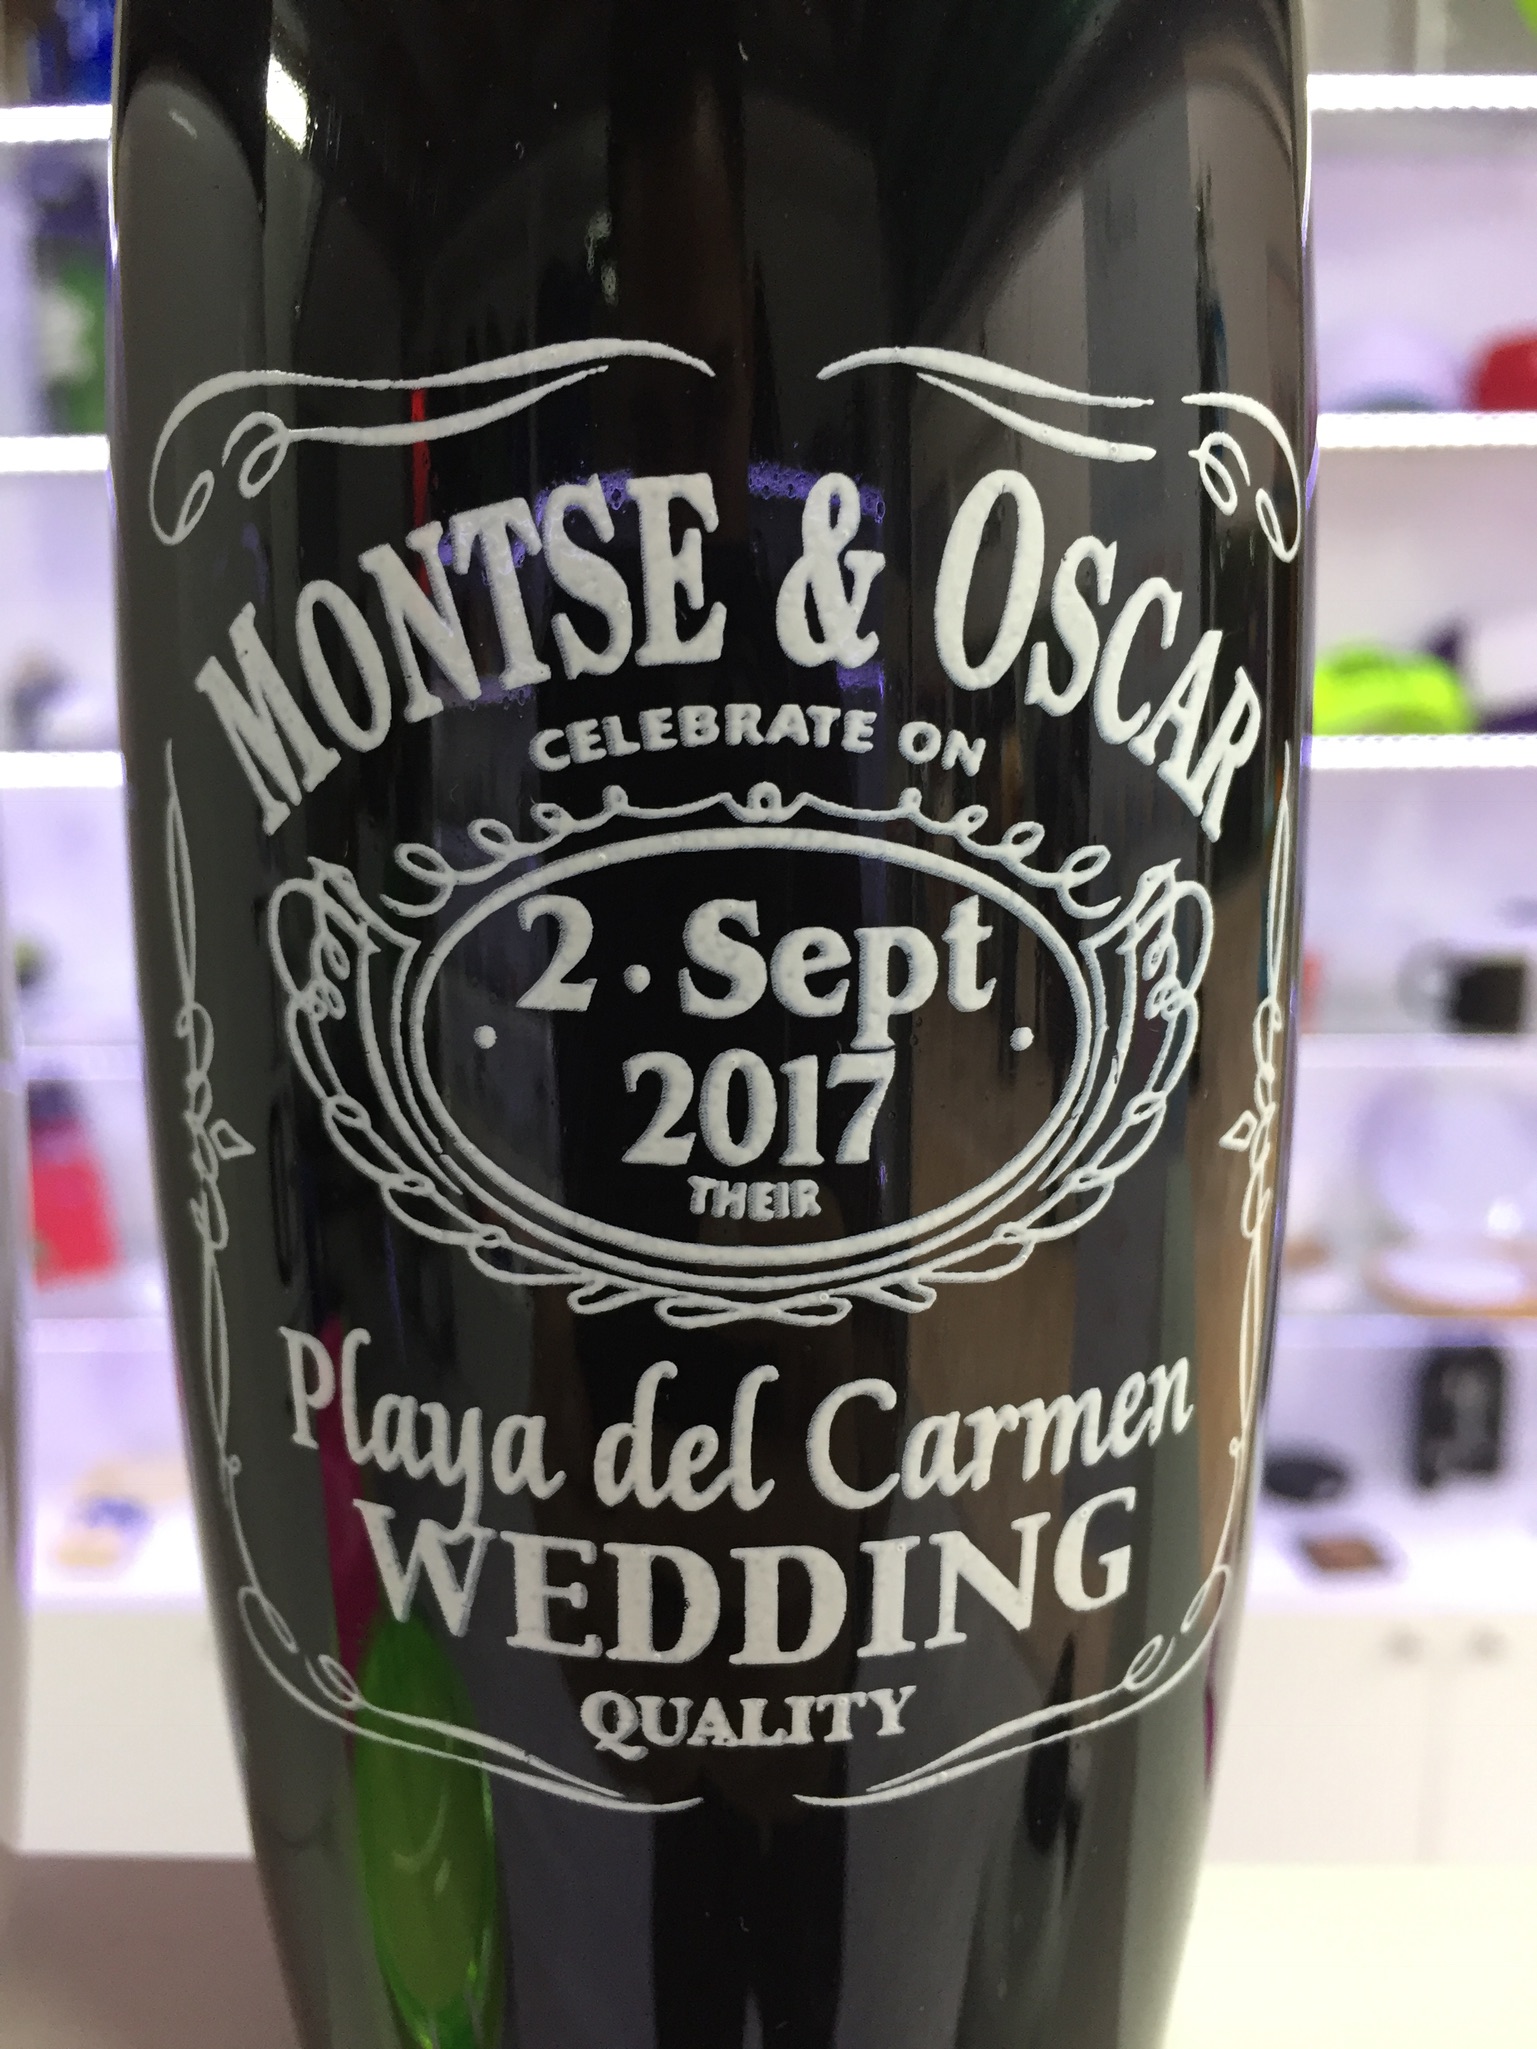 MONTSE & OSCAR
CELEBRATE ON
2 · Sept
2017
THEIR
Playa del Carmen
WEDDING
QUALITY